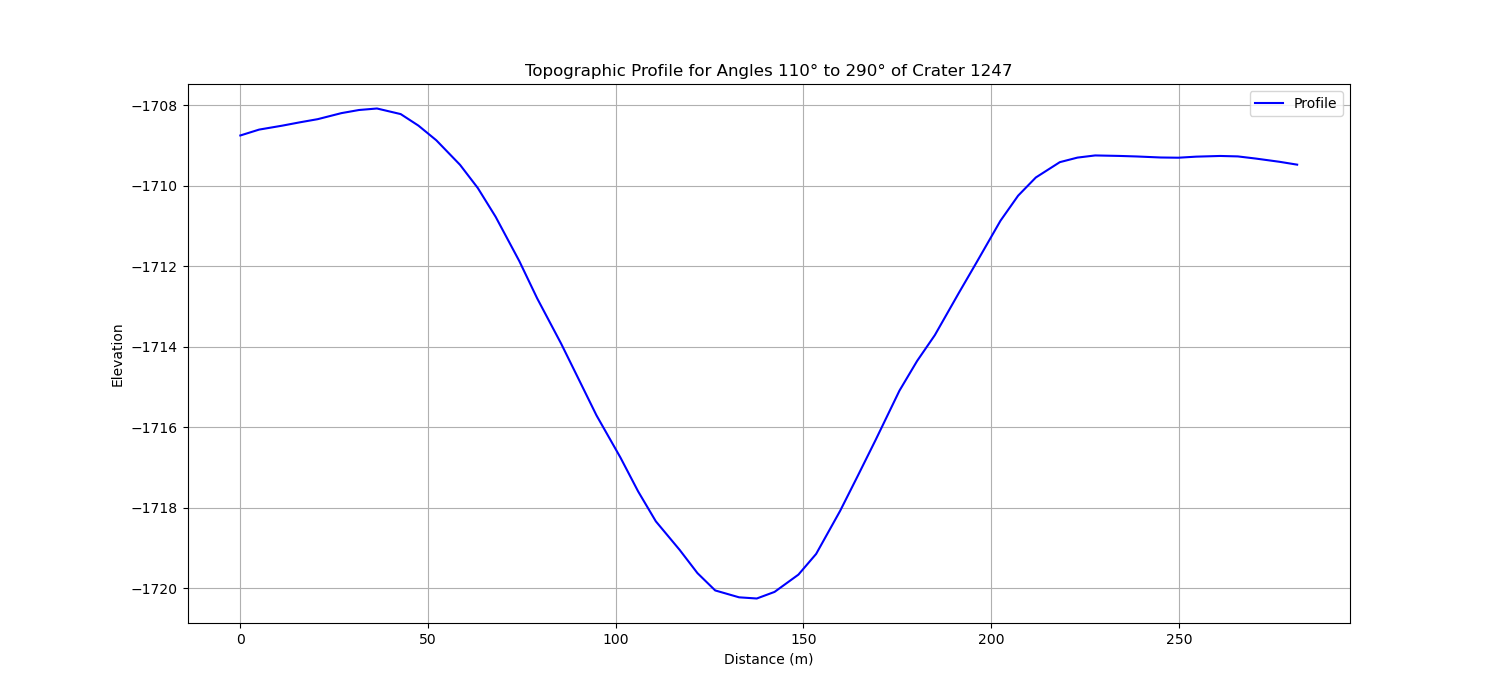 Topographic Profile for Angles 110° to 290° of Crater 1247
Profile
−1708
−1710
−1712
−1714
−1716
−1718
−1720
Elevation
0 50 100 150 200 250
Distance (m)